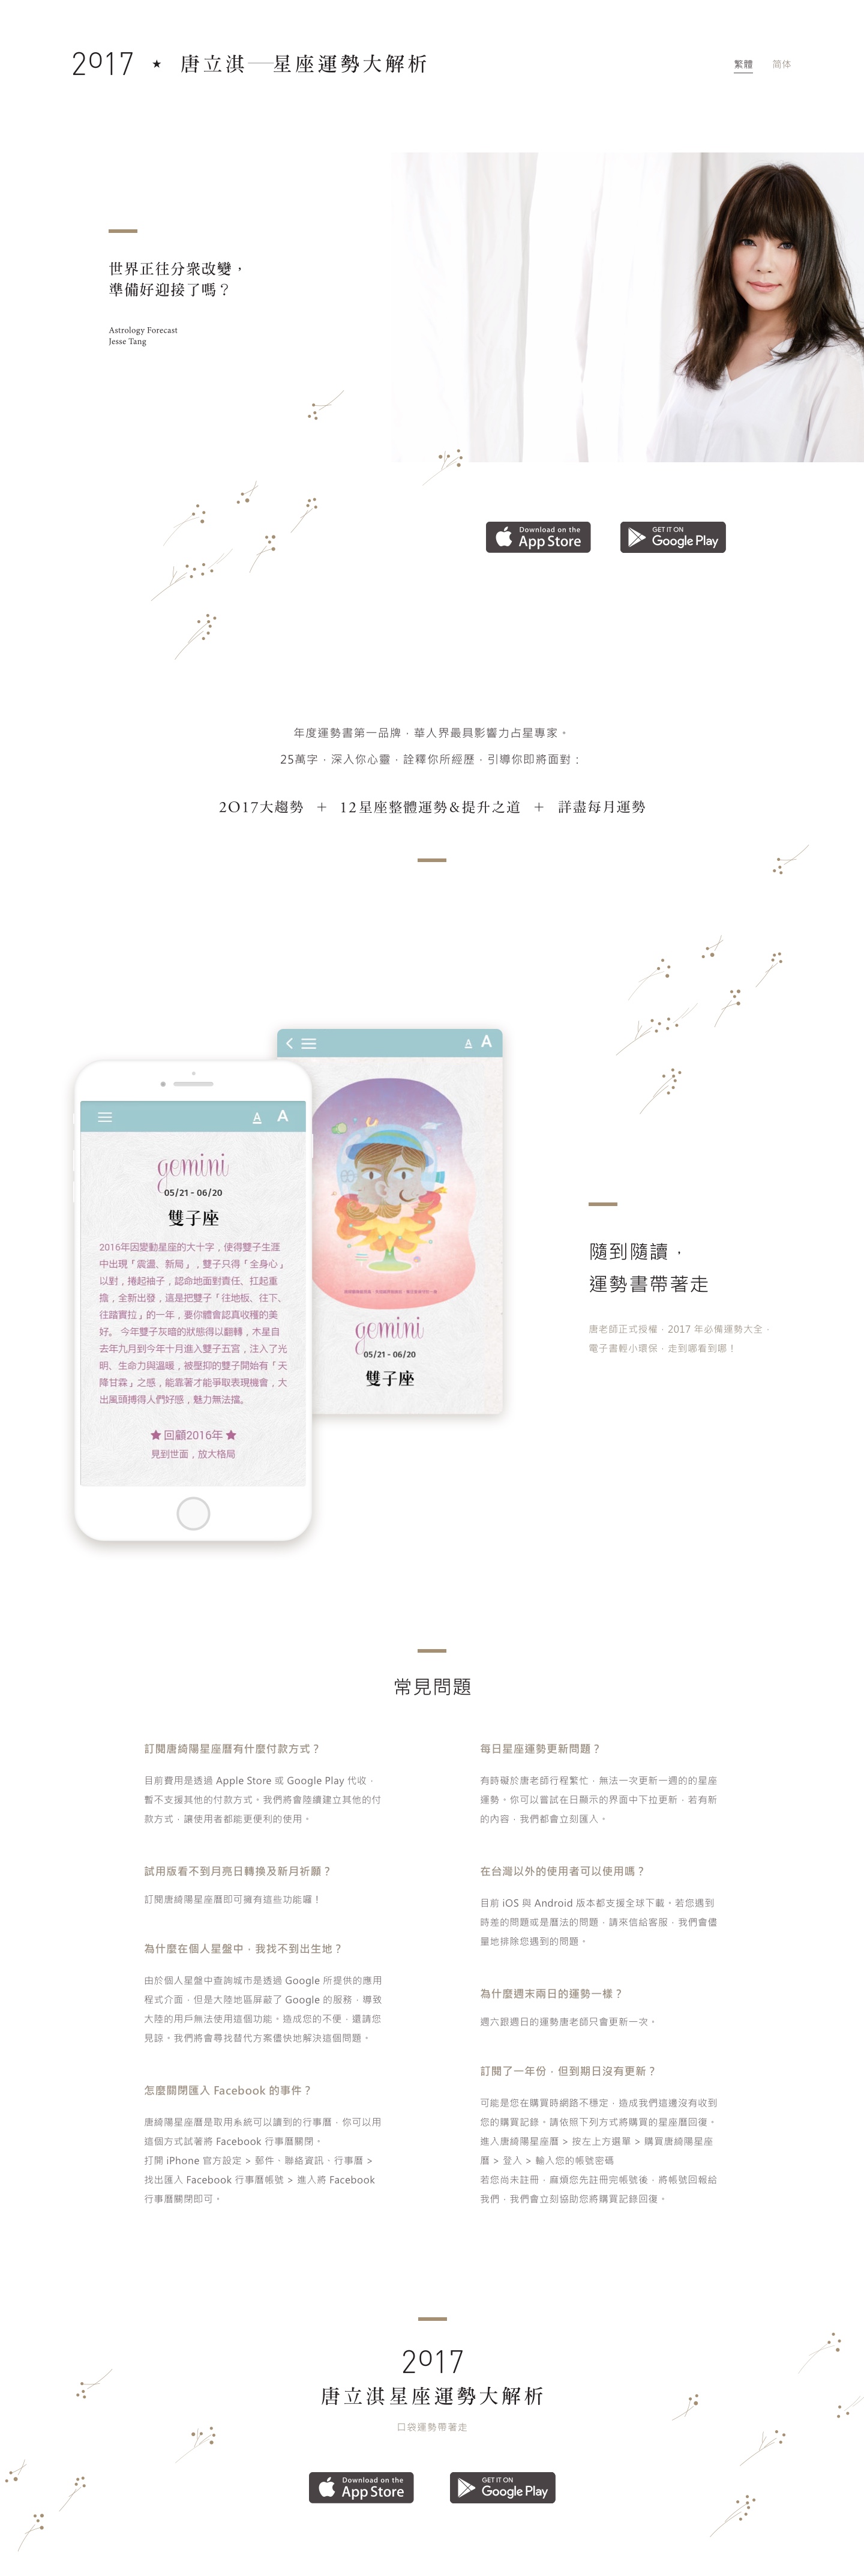 2017 ★ 唐立淇—星座運勢大解析
繁體 简体
世界正往分衆改變，
準備好迎接了嗎？
Astrology Forecast
Jesse Tang
Download on the
App Store
GET IT ON
Google Play
年度運勢書第一品牌，華人界最具影響力占星專家。
25萬字，深入你心靈，詮釋你所經歷，引導你即將面對：
2017大趨勢 + 12星座整體運勢&提升之道 + 詳盡每月運勢
A A
A A
gemini
05/21 - 06/20
雙子座
2016年因變動星座的大十字，使得雙子生涯
中出現「震盪、新局」，雙子只得「全身心」
以對，捲起袖子，認命地面對責任、扛起重
擔，全新出發，這是把雙子「往地板、往下、
往踏實拉」的一年，要你體會認真收穫的美
好。 今年雙子灰暗的狀態得以翻轉，木星自
去年九月到今年十月進入雙子五宮，注入了光
明、生命力與溫暖，被壓抑的雙子開始有「天
降甘霖」之感，能靠著才能爭取表現機會，大
出風頭搏得人們好感，魅力無法擋。
★ 回顧2016年 ★
見到世面，放大格局
gemini
05/21 - 06/20
雙子座
隨到隨讀，
運勢書帶著走
唐老師正式授權，2017 年必備運勢大全，
電子書輕小環保，走到哪看到哪！
常見問題
訂閱唐綺陽星座曆有什麼付款方式？
目前費用是透過 Apple Store 或 Google Play 代收，
暫不支援其他的付款方式。我們將會陸續建立其他的付
款方式，讓使用者都能更便利的使用。
試用版看不到月亮日轉換及新月祈願？
訂閱唐綺陽星座曆即可擁有這些功能囉！
為什麼在個人星盤中，我找不到出生地？
由於個人星盤中查詢城市是透過 Google 所提供的應用
程式介面，但是大陸地區屏蔽了 Google 的服務，導致
大陸的用戶無法使用這個功能。造成您的不便，還請您
見諒。我們將會尋找替代方案儘快地解決這個問題。
怎麼關閉匯入 Facebook 的事件？
唐綺陽星座曆是取用系統可以讀到的行事曆，你可以用
這個方式試著將 Facebook 行事曆關閉。
打開 iPhone 官方設定 > 郵件、聯絡資訊、行事曆 >
找出匯入 Facebook 行事曆帳號 > 進入將 Facebook
行事曆關閉即可。
每日星座運勢更新問題？
有時礙於唐老師行程繁忙，無法一次更新一週的的星座
運勢。你可以嘗試在日顯示的界面中下拉更新，若有新
的內容，我們都會立刻匯入。
在台灣以外的使用者可以使用嗎？
目前 iOS 與 Android 版本都支援全球下載。若您遇到
時差的問題或是曆法的問題，請來信給客服，我們會儘
量地排除您遇到的問題。
為什麼週末兩日的運勢一樣？
週六跟週日的運勢唐老師只會更新一次。
訂閱了一年份，但到期日沒有更新？
可能是您在購買時網路不穩定，造成我們這邊沒有收到
您的購買記錄。請依照下列方式將購買的星座曆回復。
進入唐綺陽星座曆 > 按左上方選單 > 購買唐綺陽星座
曆 > 登入 > 輸入您的帳號密碼
若您尚未註冊，麻煩您先註冊完帳號後，將帳號回報給
我們，我們會立刻協助您將購買記錄回復。
2017
唐立淇星座運勢大解析
口袋運勢帶著走
Download on the
App Store
GET IT ON
Google Play